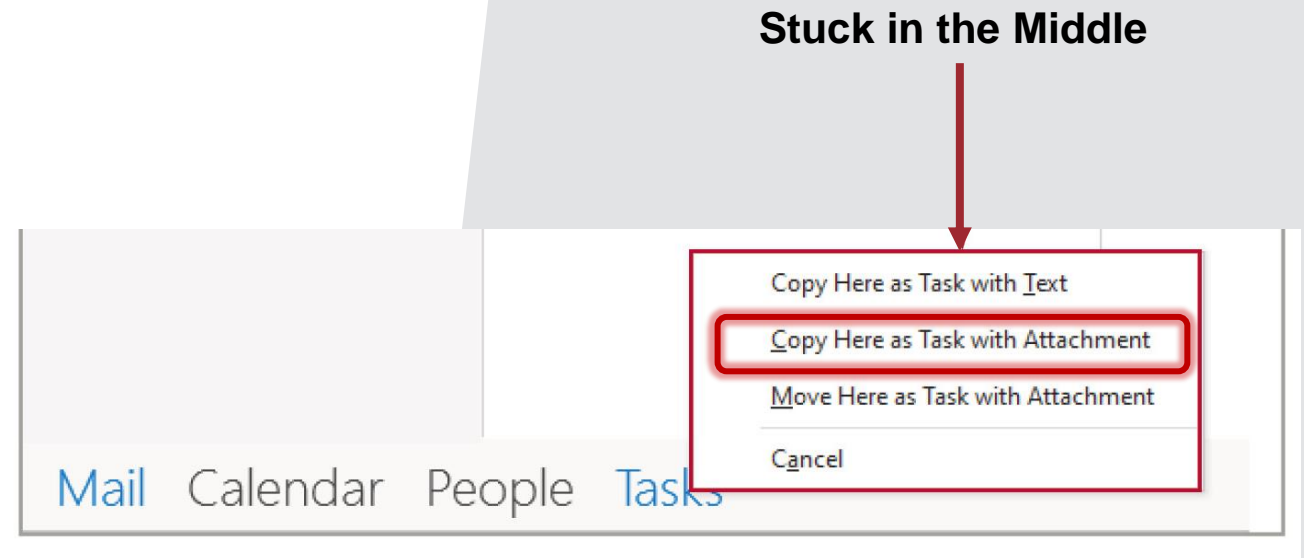 Stuck in the Middle
Copy Here as Task with Text
Copy Here as Task with Attachment
Move Here as Task with Attachment
Cancel
Mail Calendar People Tasks